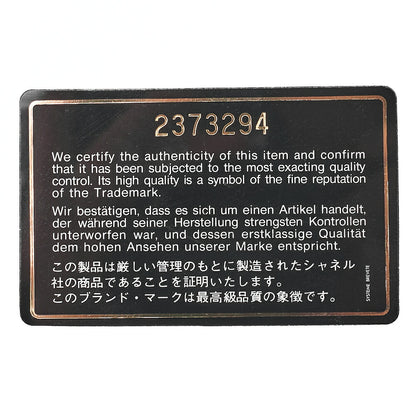 2373294
We certify the authenticity of this item and confirm
that it has been subjected to the most exacting quality
control. Its high quality is a symbol of the fine reputation
of the Trademark.
Wir bestätigen, dass es sich um einen Artikel handelt,
der während seiner Herstellung strengsten Kontrollen
unterworfen war, und dessen erstklassige Qualität
dem hohen Ansehen unserer Marke entspricht.
この製品は厳しい管理のもとに製造されたシャネル
社の商品であることを証明いたします。
このブランド・マークは最高級品質の象徴です。
SYSTEME BREVETE